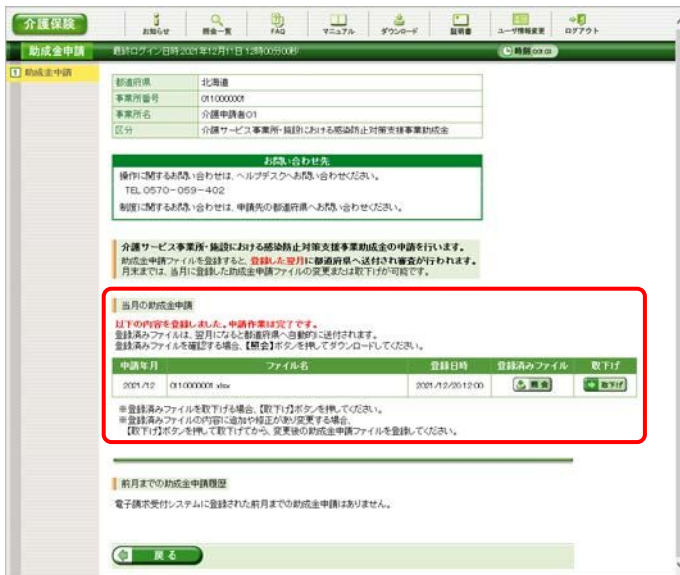 介護保険
お知らせ
照会一覧
FAQ
マニュアル
ダウンロード
証明書
ユーザ情報変更
ログアウト
助成金申請
最終ログイン日時:2021年12月11日 12時00分00秒
時刻
1 助成金申請
都道府県 北海道
事業所番号 0110000001
事業所名 介護申請者01
区分 介護サービス事業所・施設における感染防止対策支援事業助成金
お問い合わせ先
操作に関するお問い合わせは、ヘルプデスクへお問い合わせください。
TEL 0570-059-402
制度に関するお問い合わせは、申請先の都道府県へお問い合わせください。
介護サービス事業所・施設における感染防止対策支援事業助成金の申請を行います。
助成金申請ファイルを登録すると、登録した翌月に都道府県へ送付され審査が行われます。
月末までは、当月に登録した助成金申請ファイルの変更または取下げが可能です。
当月の助成金申請
以下の内容を登録しました。申請作業は完了です。
登録済みファイルは、翌月になると都道府県へ自動的に送付されます。
登録済みファイルを確認する場合、【照会】ボタンを押してダウンロードしてください。
申請年月 ファイル名 登録日時 登録済みファイル 取下げ
2021/12 0110000001.xlsx 2021/12/20 12:00 照会 取下げ
※登録済みファイルを取下げる場合、【取下げ】ボタンを押してください。
※登録済みファイルの内容に追加や修正があり変更する場合、
【取下げ】ボタンを押して取下げてから、変更後の助成金申請ファイルを登録してください。
前月までの助成金申請履歴
電子請求受付システムに登録された前月までの助成金申請はありません。
戻る